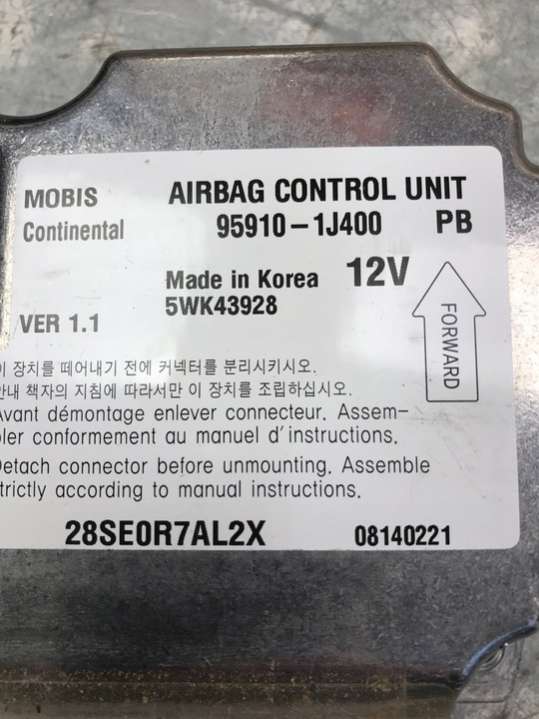 MOBIS AIRBAG CONTROL UNIT
Continental 95910-1J400 PB
Made in Korea 12V
5WK43928
VER 1.1
FORWARD
장치를 떼어내기 전에 커넥터를 분리시키시오.
책자의 지침에 따라서만 이 장치를 조립하십시오.
Avant démontage enlever connecteur. Assem-
bler conformement au manuel d'instructions.
Detach connector before unmounting. Assemble
strictly according to manual instructions.
28SE0R7AL2X 08140221